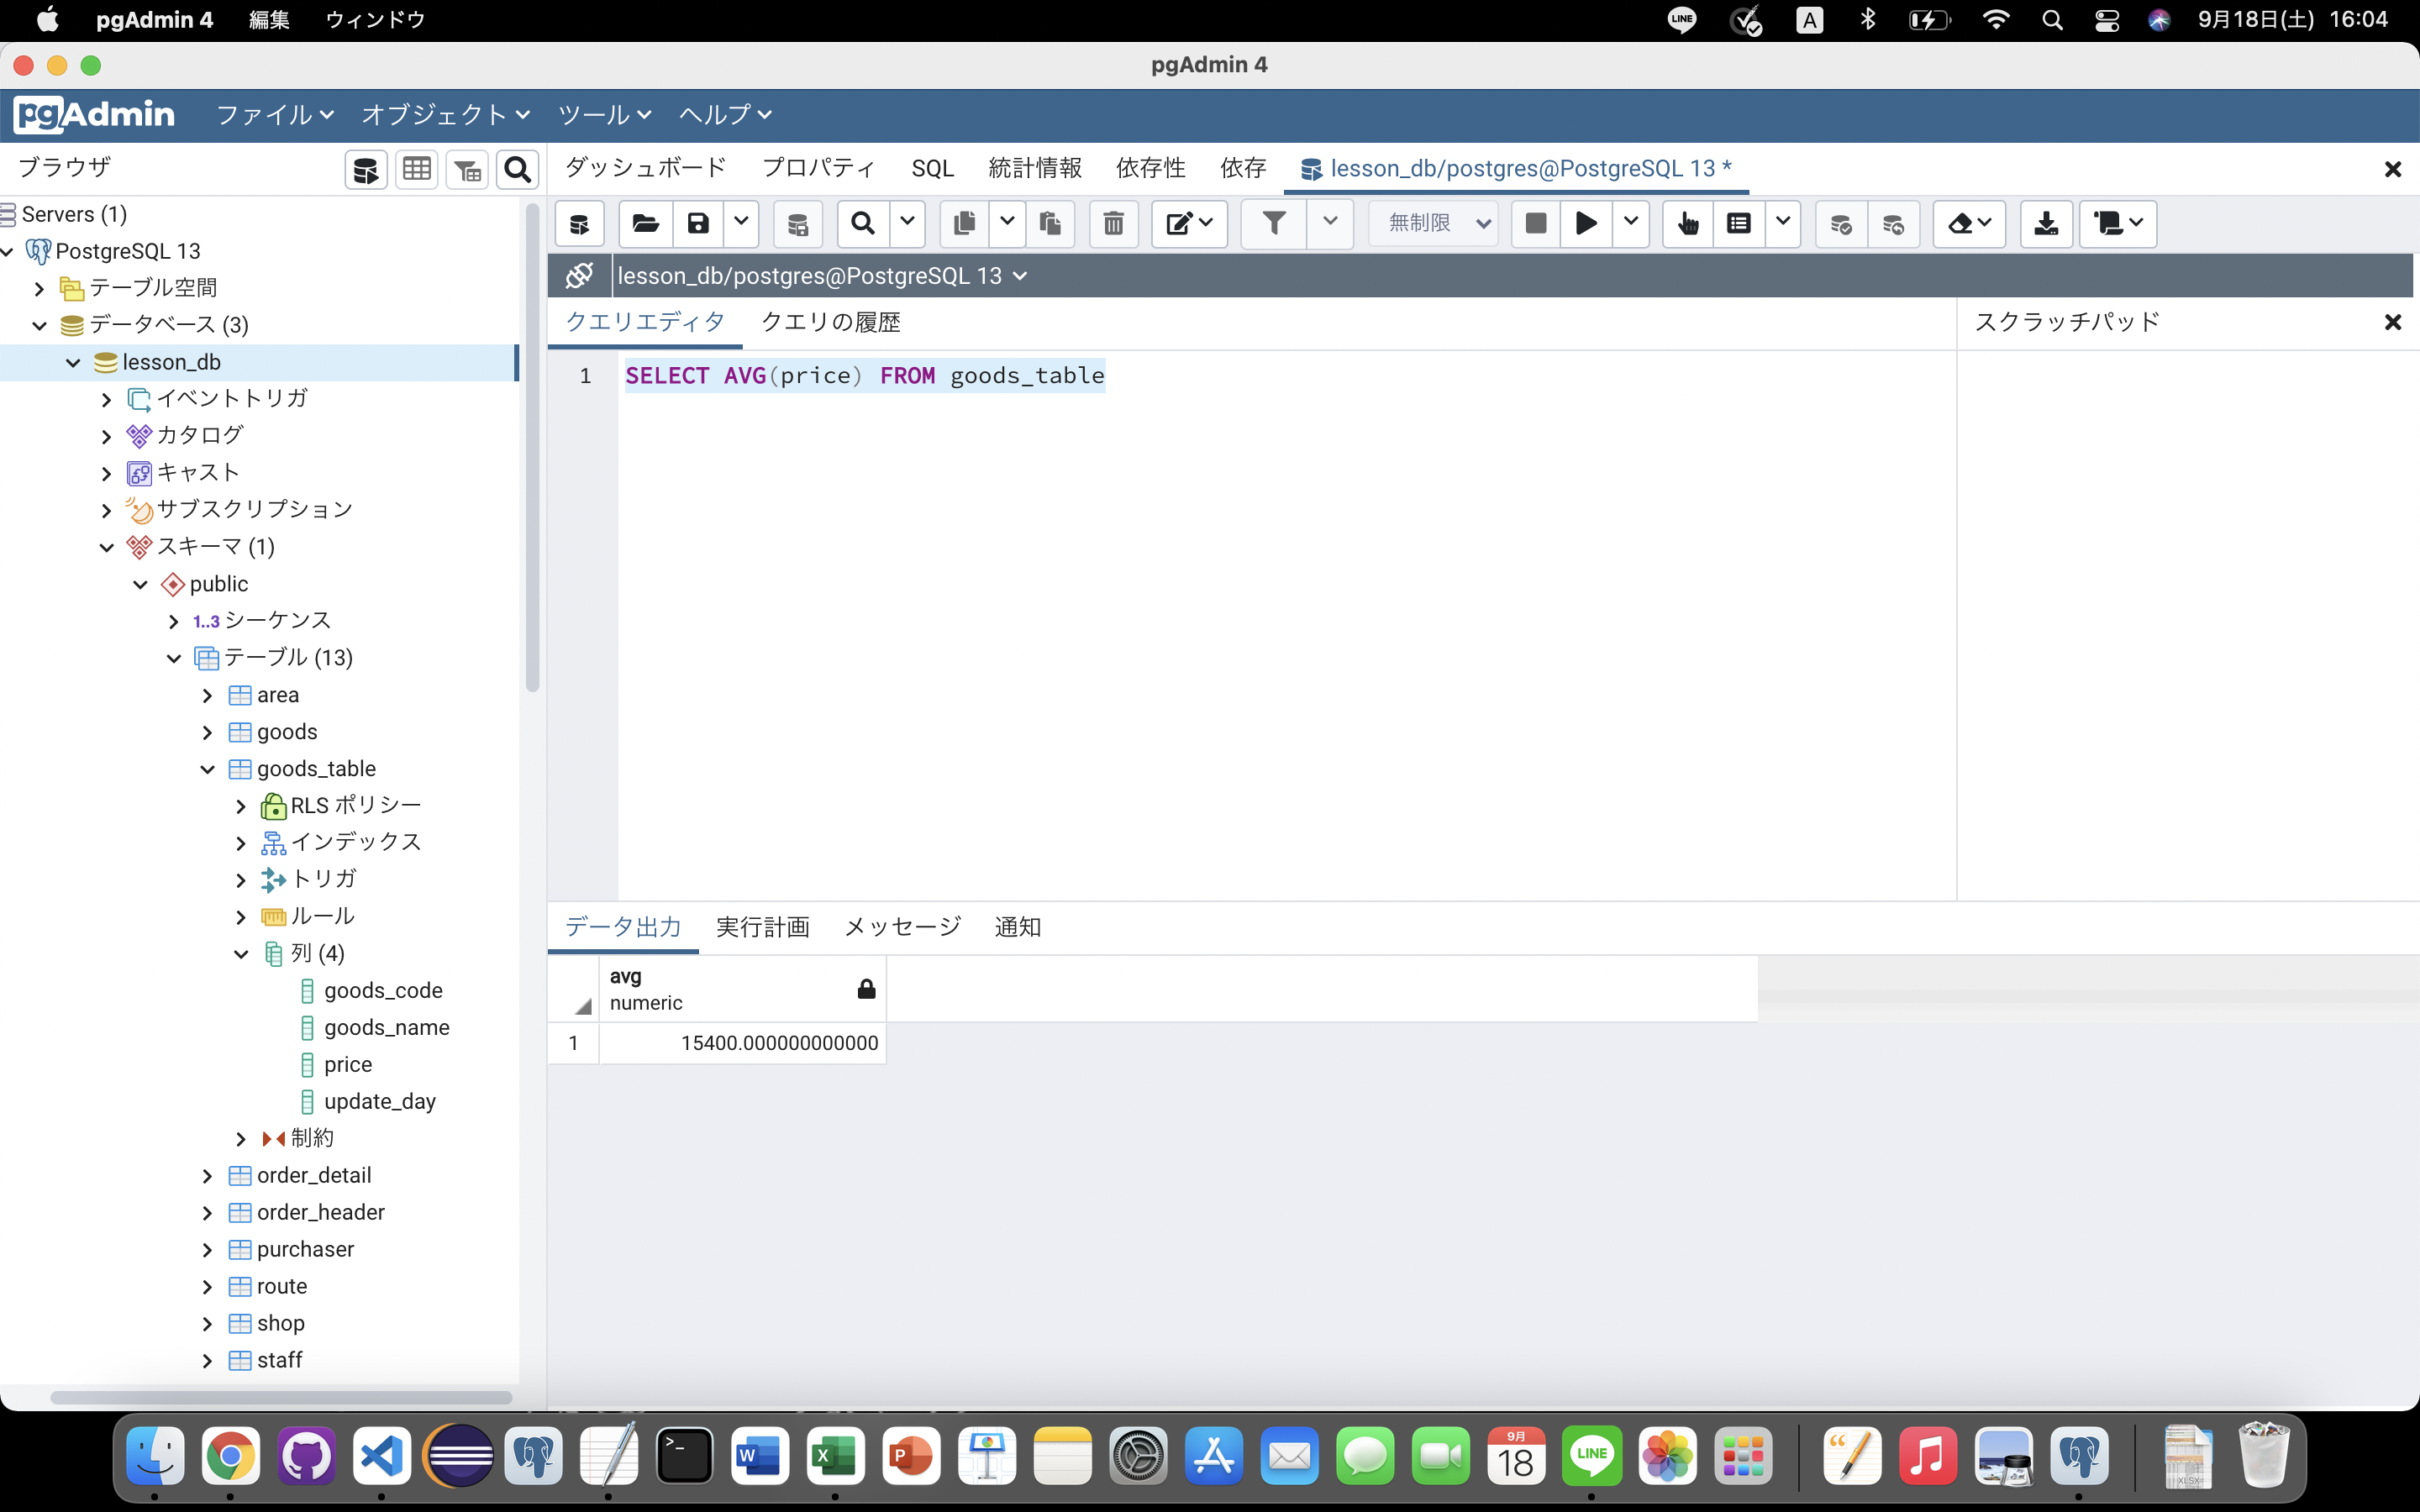 pgAdmin 4 編集 ウィンドウ LINE A 9月18日(土) 16:04
pgAdmin 4
pgAdmin ファイル オブジェクト ツール ヘルプ
ブラウザ
ダッシュボード プロパティ SQL 統計情報 依存性 依存 lesson_db/postgres@PostgreSQL 13 *
無制限
lesson_db/postgres@PostgreSQL 13
クエリエディタ クエリの履歴
スクラッチパッド
1 SELECT AVG(price) FROM goods_table
Servers (1)
PostgreSQL 13
テーブル空間
データベース (3)
lesson_db
イベントトリガ
カタログ
キャスト
サブスクリプション
スキーマ (1)
public
1..3 シーケンス
テーブル (13)
area
goods
goods_table
RLS ポリシー
インデックス
トリガ
ルール
列 (4)
goods_code
goods_name
price
update_day
制約
order_detail
order_header
purchaser
route
shop
staff
データ出力 実行計画 メッセージ 通知
avg
numeric
1 15400.000000000000
W X P 9月 18 LINE XLSX